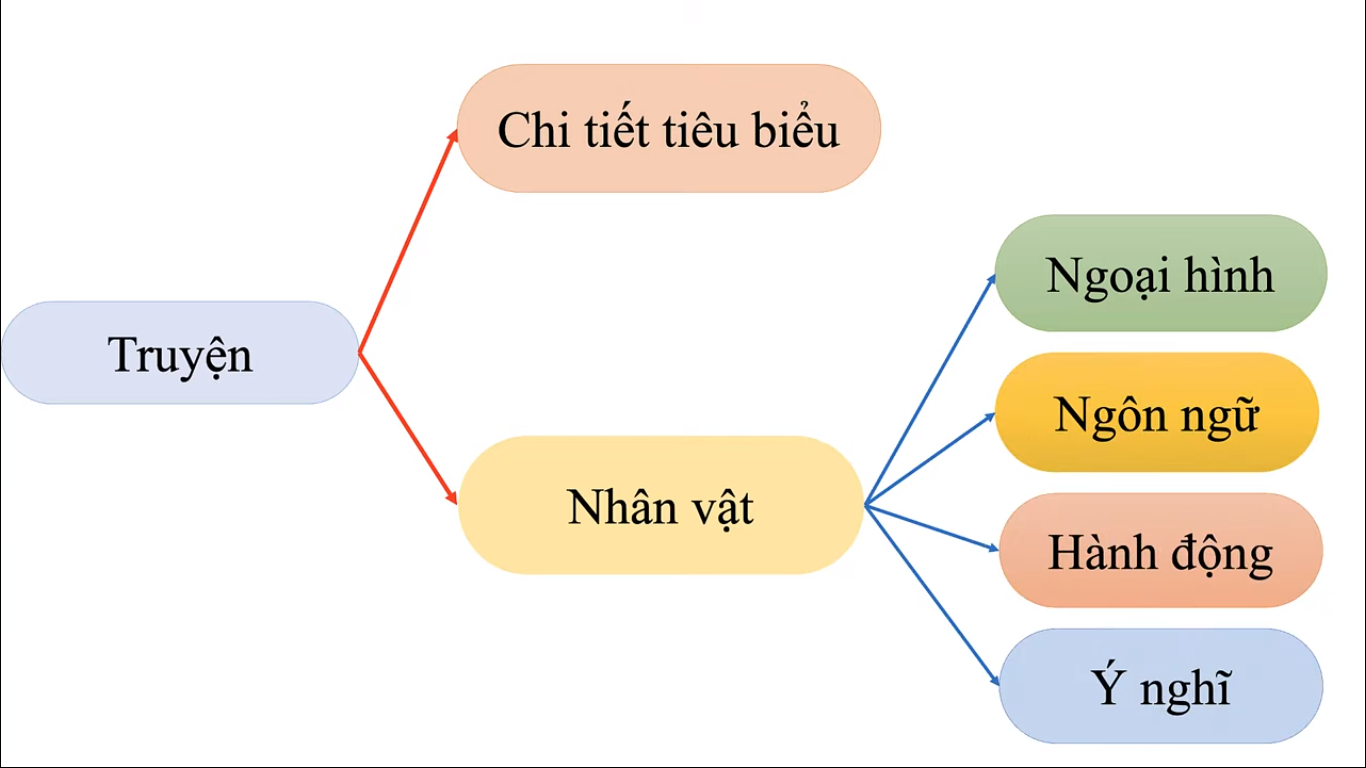 Chi tiết tiêu biểu
Ngoại hình
Truyện
Ngôn ngữ
Nhân vật
Hành động
Ý nghĩ